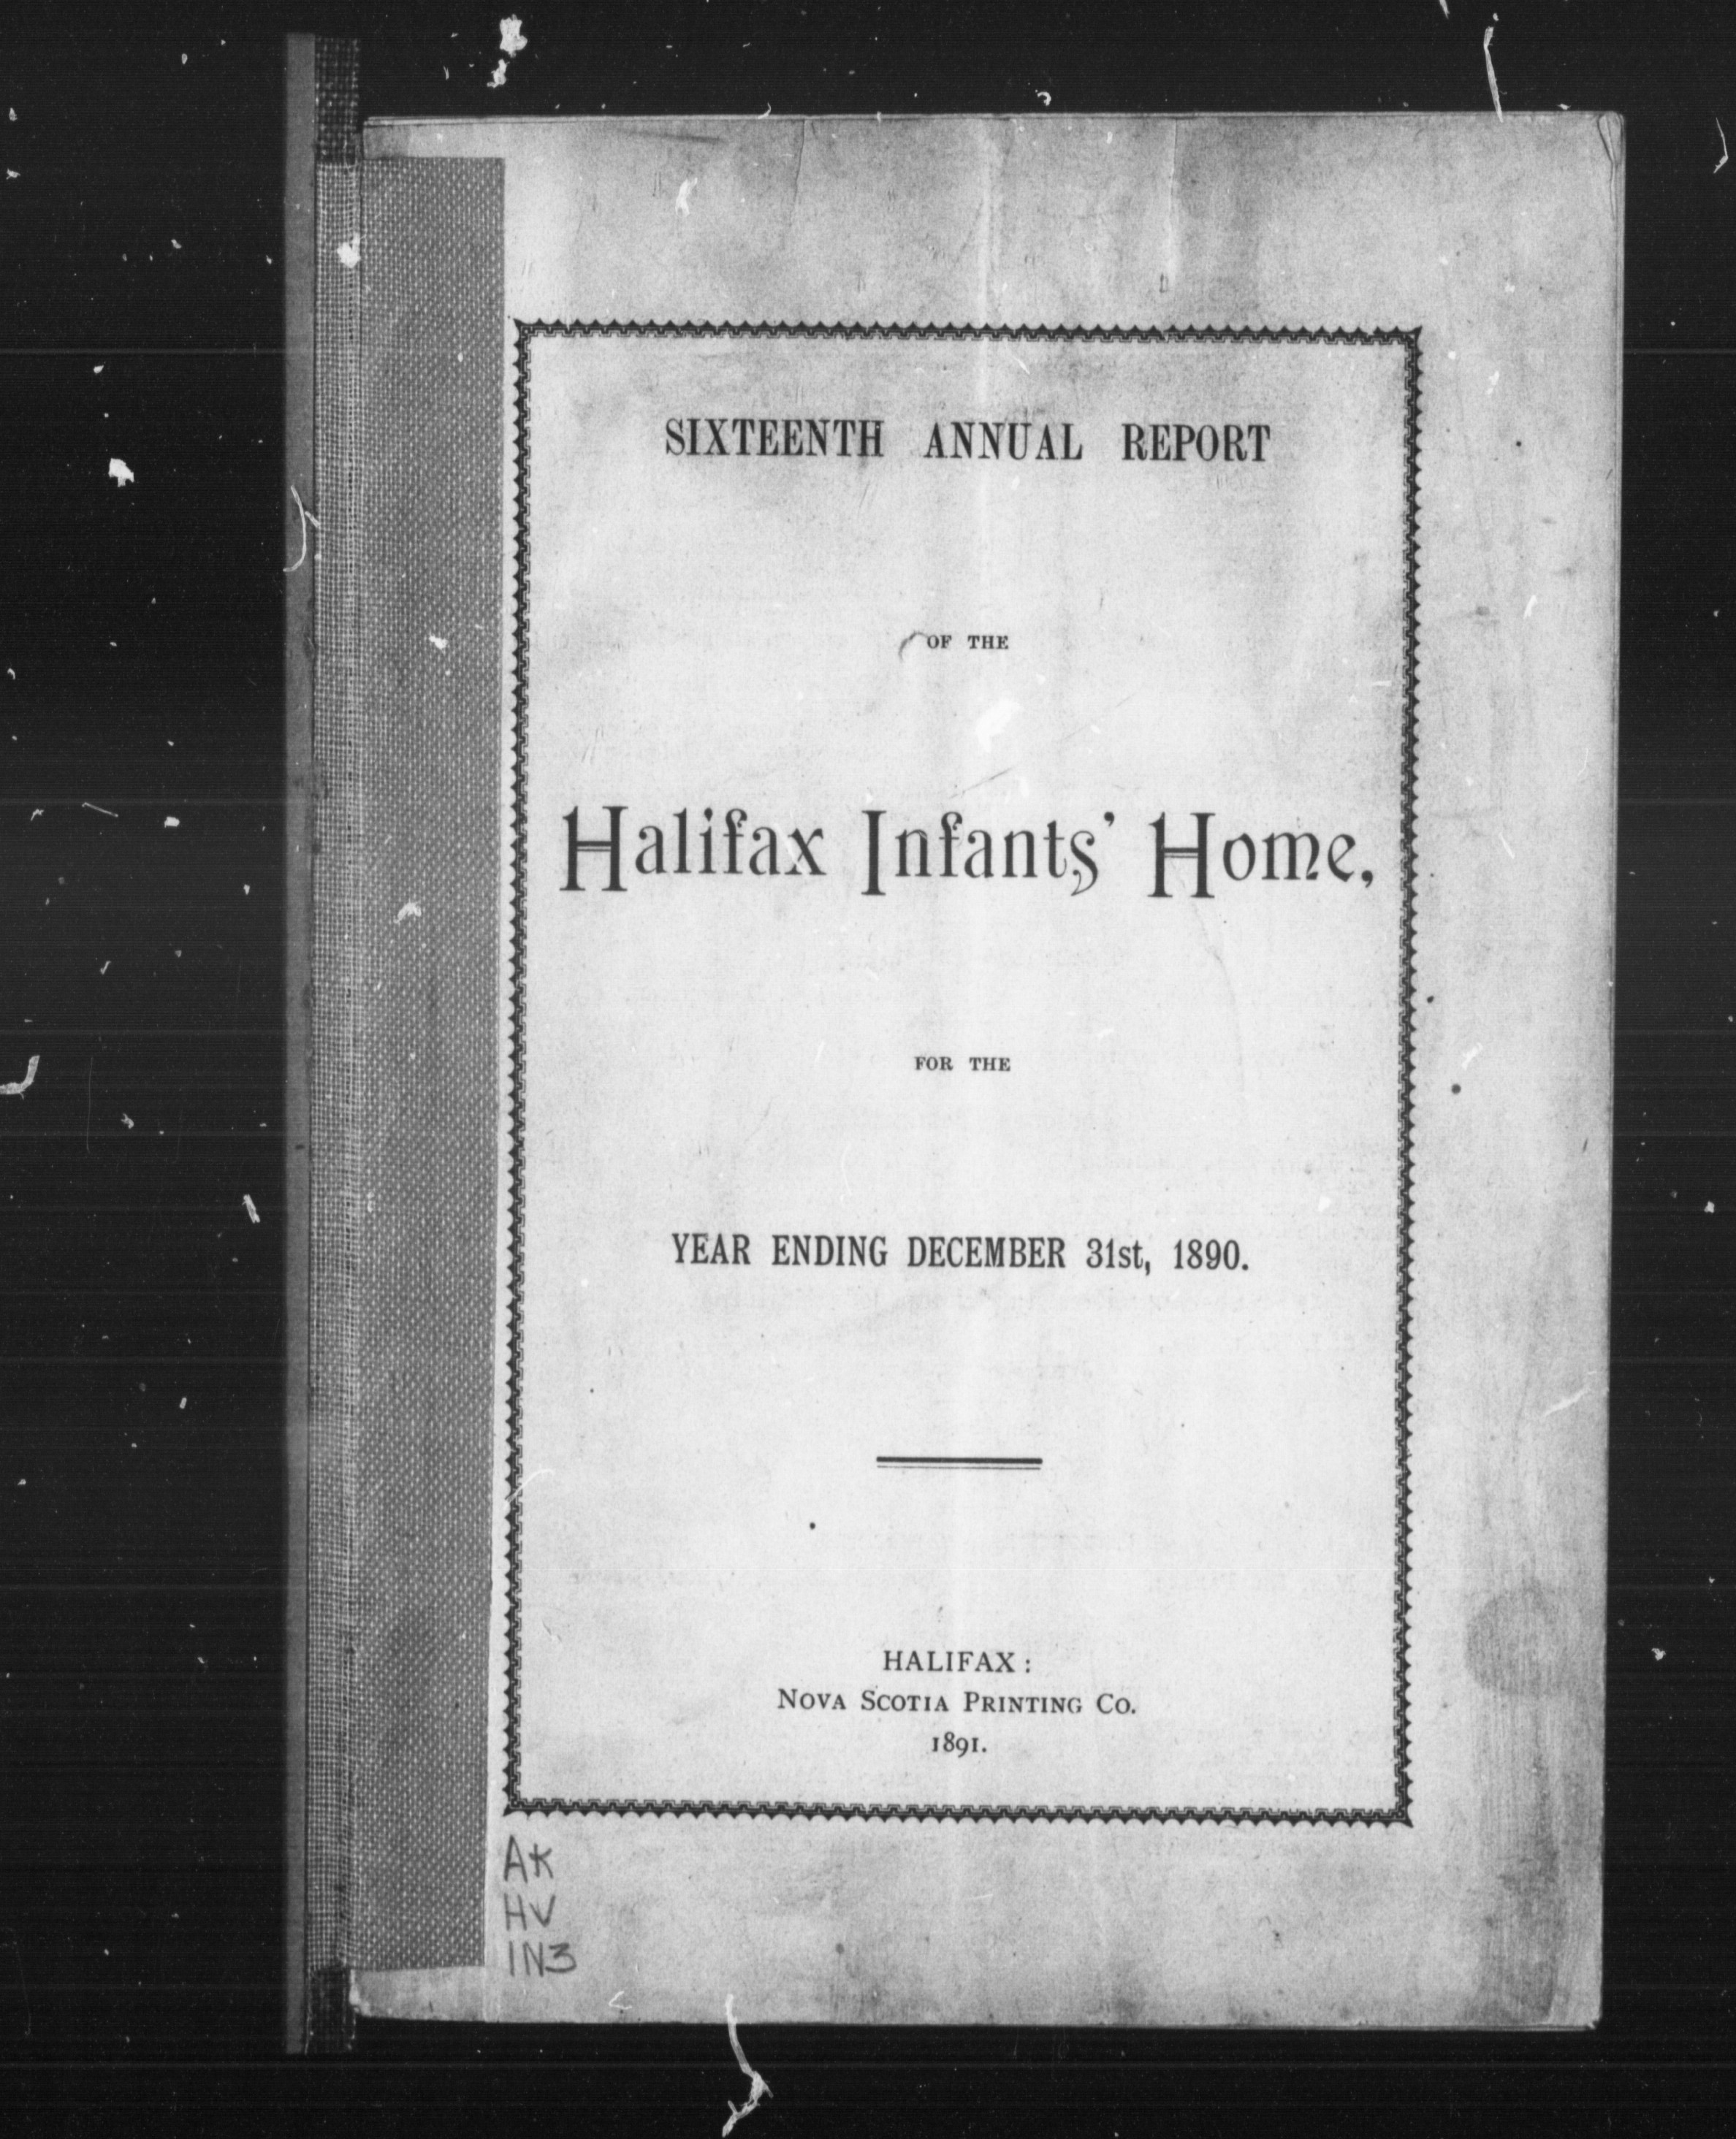 SIXTEENTH ANNUAL REPORT
OF THE
Halifax Infants' Home,
FOR THE
YEAR ENDING DECEMBER 31st, 1890.
HALIFAX:
NOVA SCOTIA PRINTING CO.
1891.
AK
HV
IN3